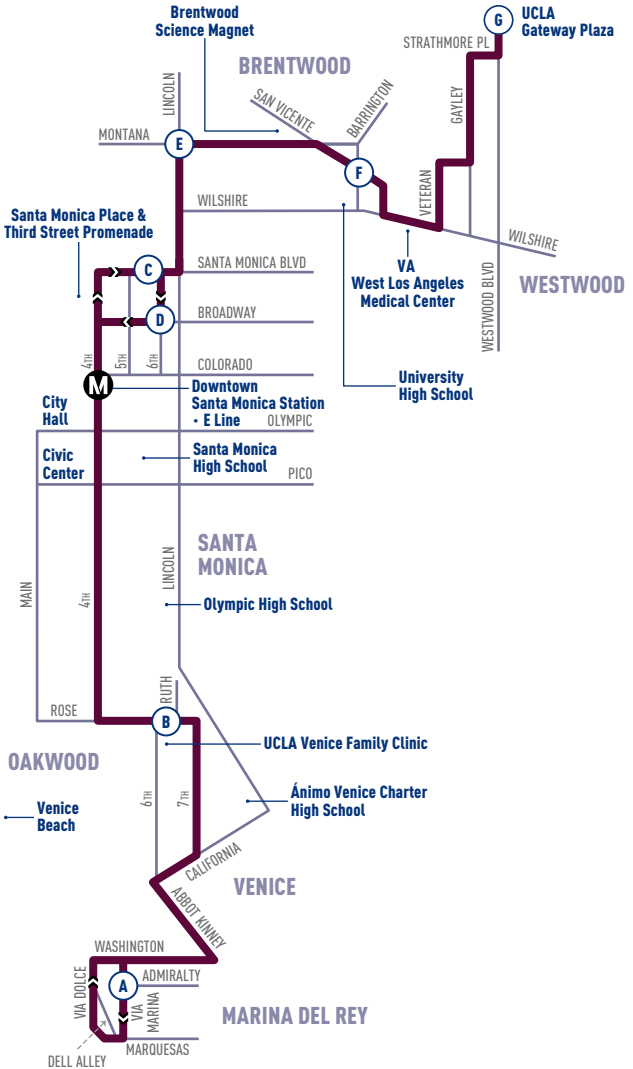 Brentwood
Science Magnet
G
UCLA
Gateway Plaza
STRATHMORE PL
BRENTWOOD
LINCOLN
SAN VICENTE
BARRINGTON
GAYLEY
MONTANA
E
F
VETERAN
WILSHIRE
WILSHIRE
Santa Monica Place &
Third Street Promenade
VA
West Los Angeles
Medical Center
WESTWOOD
WESTWOOD BLVD
C
SANTA MONICA BLVD
D
BROADWAY
4TH
5TH
6TH
COLORADO
M
Downtown
Santa Monica Station
• E Line
University
High School
City
Hall
OLYMPIC
Civic
Center
Santa Monica
High School
PICO
SANTA
MONICA
MAIN
4TH
LINCOLN
Olympic High School
RUTH
ROSE
B
UCLA Venice Family Clinic
OAKWOOD
6TH
7TH
Ánimo Venice Charter
High School
Venice
Beach
CALIFORNIA
VENICE
ABBOT KINNEY
WASHINGTON
VIA DOLCE
A
ADMIRALTY
VIA
MARINA
MARINA DEL REY
MARQUESAS
DELL ALLEY